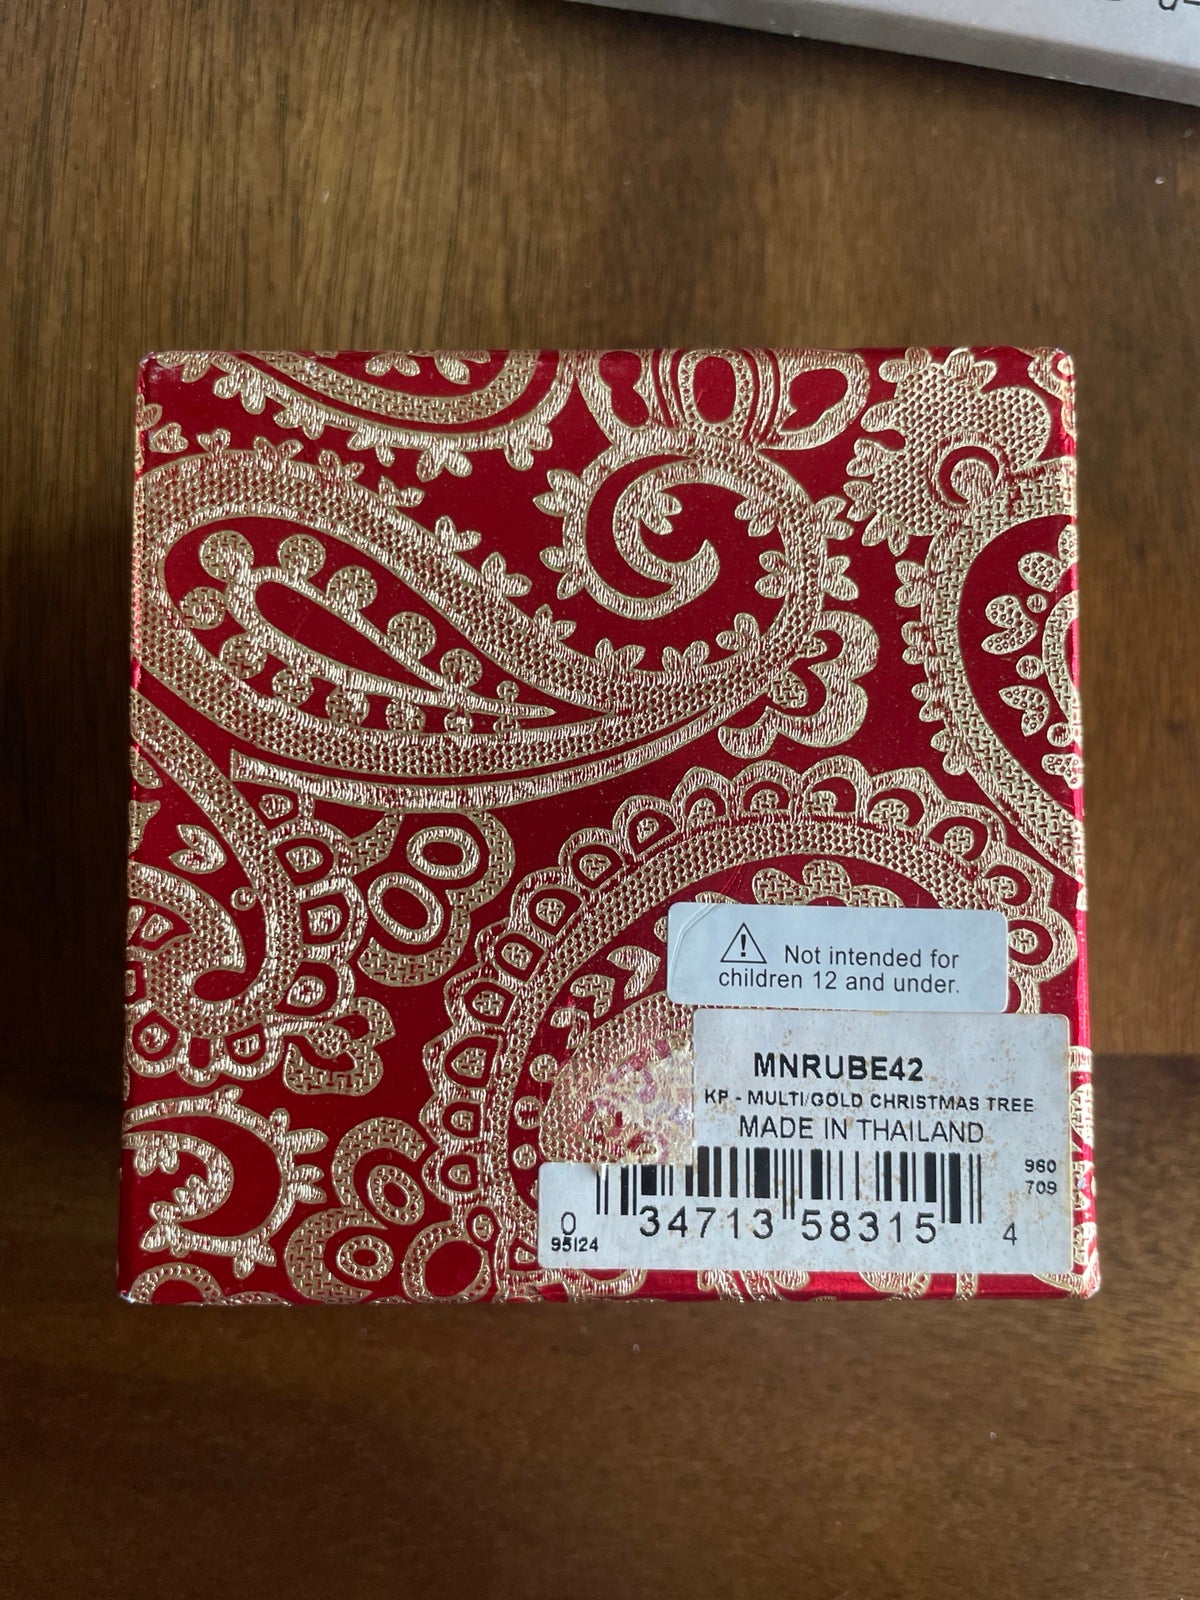 Not intended for
children 12 and under.
MNRUBE42
KP - MULTI/GOLD CHRISTMAS TREE
MADE IN THAILAND
960
709
0 34713 58315 4
95124